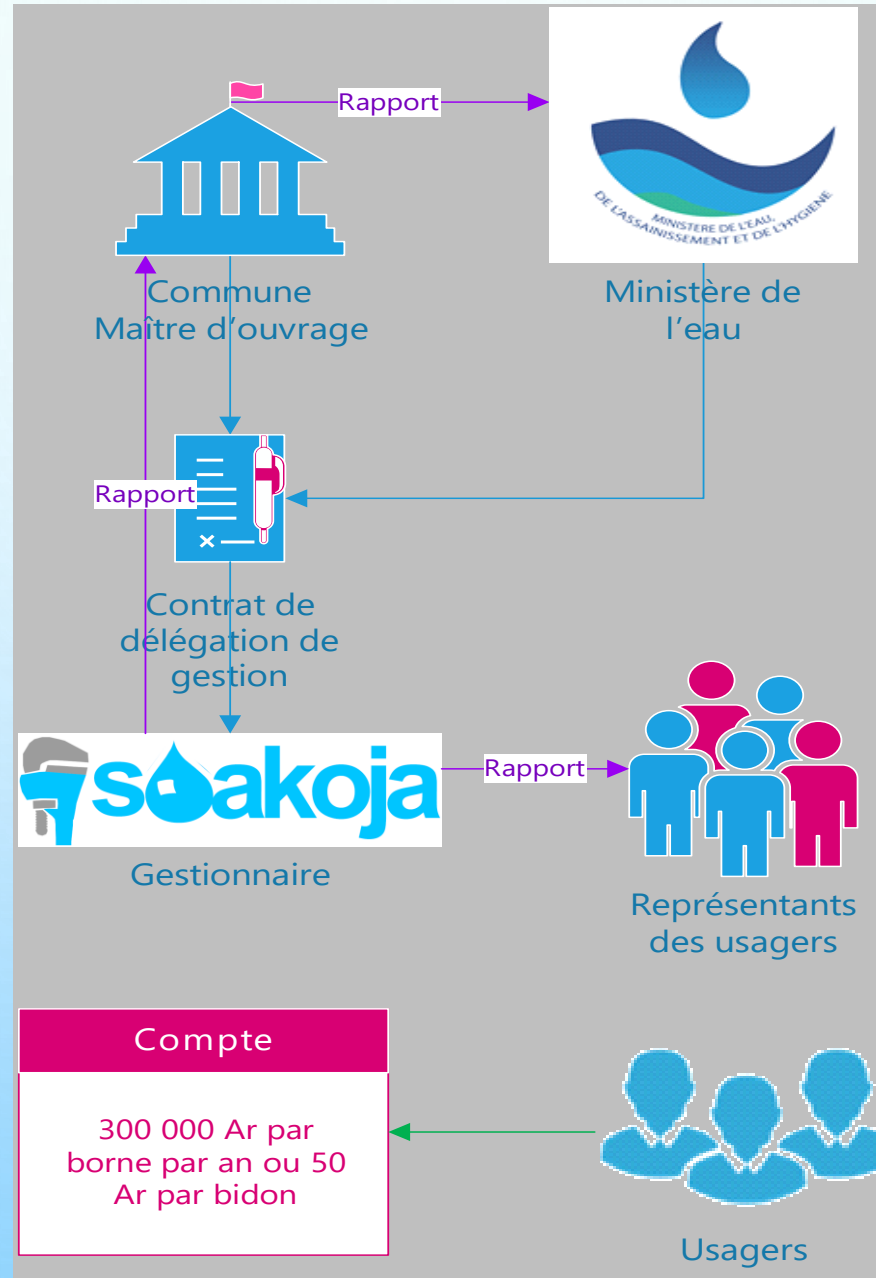 Rapport
MINISTERE DE L'EAU,
DE L'ASSAINISSEMENT ET DE L'HYGIENE
Commune
Maître d'ouvrage
Ministère de
l'eau
Rapport
Contrat de
délégation de
gestion
soakoja
Rapport
Gestionnaire
Représentants
des usagers
Compte
300 000 Ar par
borne par an ou 50
Ar par bidon
Usagers